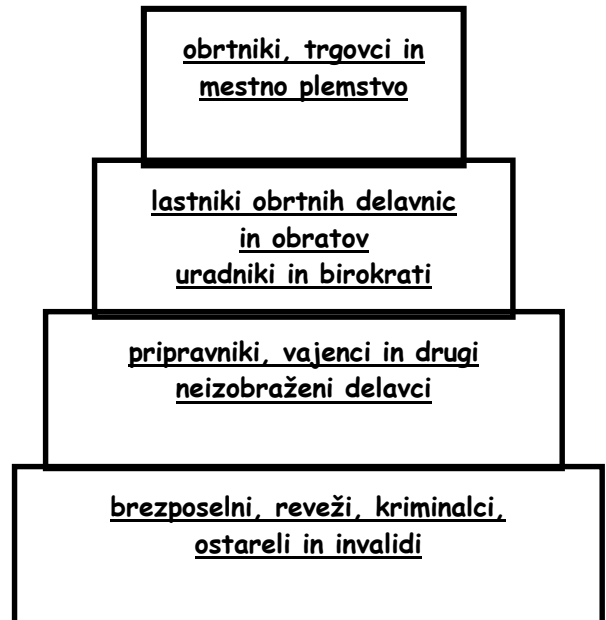 obrtniki, trgovci in
mestno plemstvo
lastniki obrtnih delavnic
in obratov
uradniki in birokrati
pripravniki, vajenci in drugi
neizobraženi delavci
brezposelni, reveži, kriminalci,
ostareli in invalidi